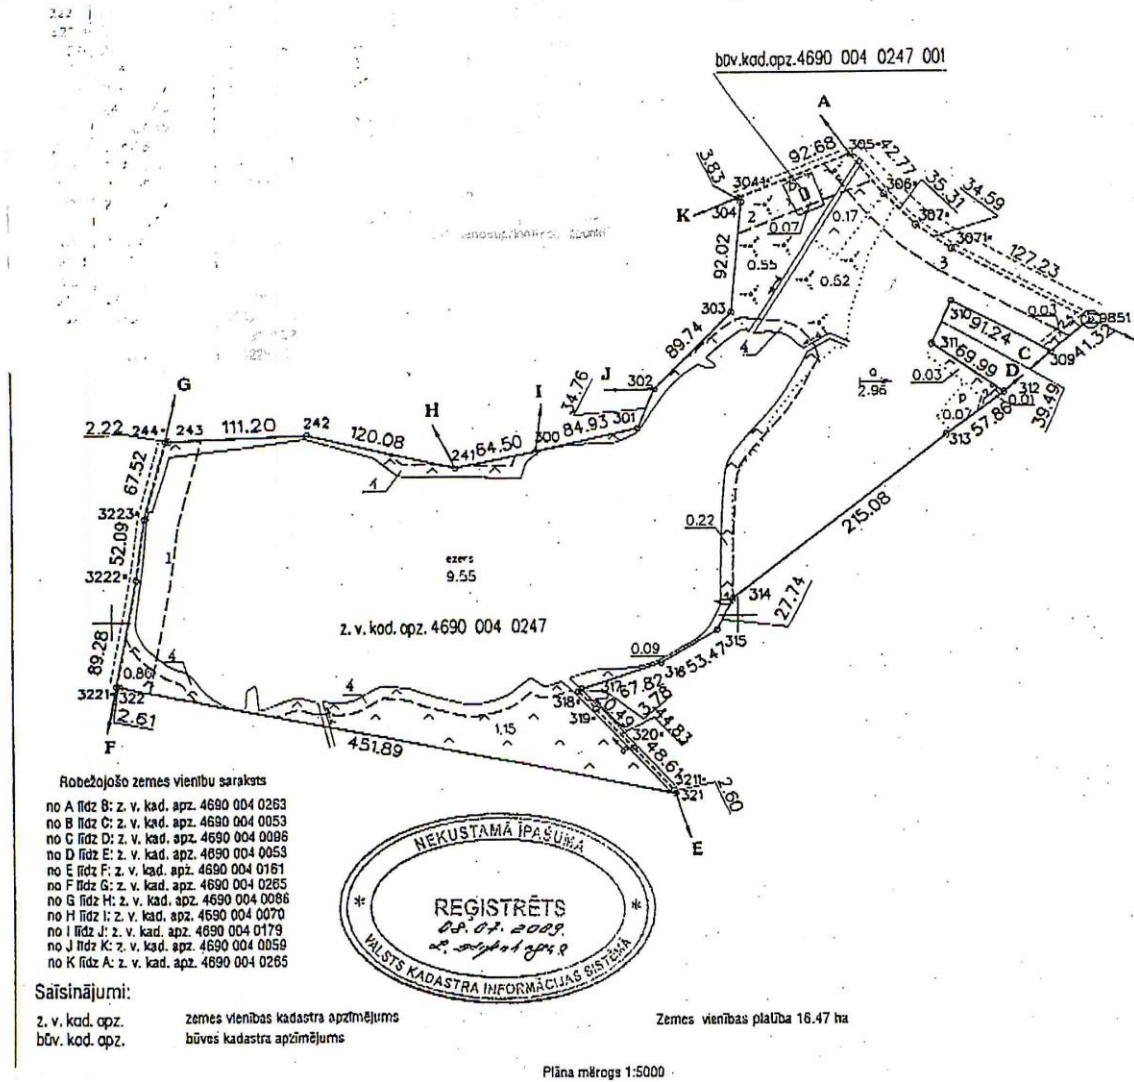 būv.kad.apz.4690 004 0247 001
A
92.68
305
42.77
3.83
3041
306
35.31
34.59
K
304
2
0.17
307
3071
0.07
127.23
92.02
0.55
0.52
3
303
310
0.03
9851
91.24
4
311
309
41.32
89.74
69.99
C
G
J
302
34.76
D
312
0.03
0.01
2.96
39.49
H
I
301
57.86
313
2.22
244
243
111.20
242
120.08
241
64.50
300
84.93
67.52
3223
0.22
215.08
52.09
1
ezers
9.55
3222
314
27.74
z. v. kad. apz. 4690 004 0247
315
89.28
4
0.09
316
53.47
0.86
4
317
67.82
3221
322
318
20.49
44.83
2.61
319
1.15
320
F
451.89
48.61
3211
321
2.60
E
Robežojošo zemes vienību saraksts
no A līdz B: z. v. kad. apz. 4690 004 0263
no B līdz C: z. v. kad. apz. 4690 004 0053
no C līdz D: z. v. kad. apz. 4690 004 0096
no D līdz E: z. v. kad. apz. 4690 004 0053
no E līdz F: z. v. kad. apz. 4690 004 0161
no F līdz G: z. v. kad. apz. 4690 004 0265
no G līdz H: z. v. kad. apz. 4690 004 0086
no H līdz I: z. v. kad. apz. 4690 004 0070
no I līdz J: z. v. kad. apz. 4690 004 0179
no J līdz K: z. v. kad. apz. 4690 004 0059
no K līdz A: z. v. kad. apz. 4690 004 0265
NEKUSTAMĀ ĪPAŠUMA
REĢISTRĒTS
08.07.2009.
VALSTS KADASTRA INFORMĀCIJAS SISTĒMĀ
Saīsinājumi:
z. v. kad. apz. zemes vienības kadastra apzīmējums
būv. kad. apz. būves kadastra apzīmējums
Zemes vienības platība 16.47 ha
Plāna mērogs 1:5000